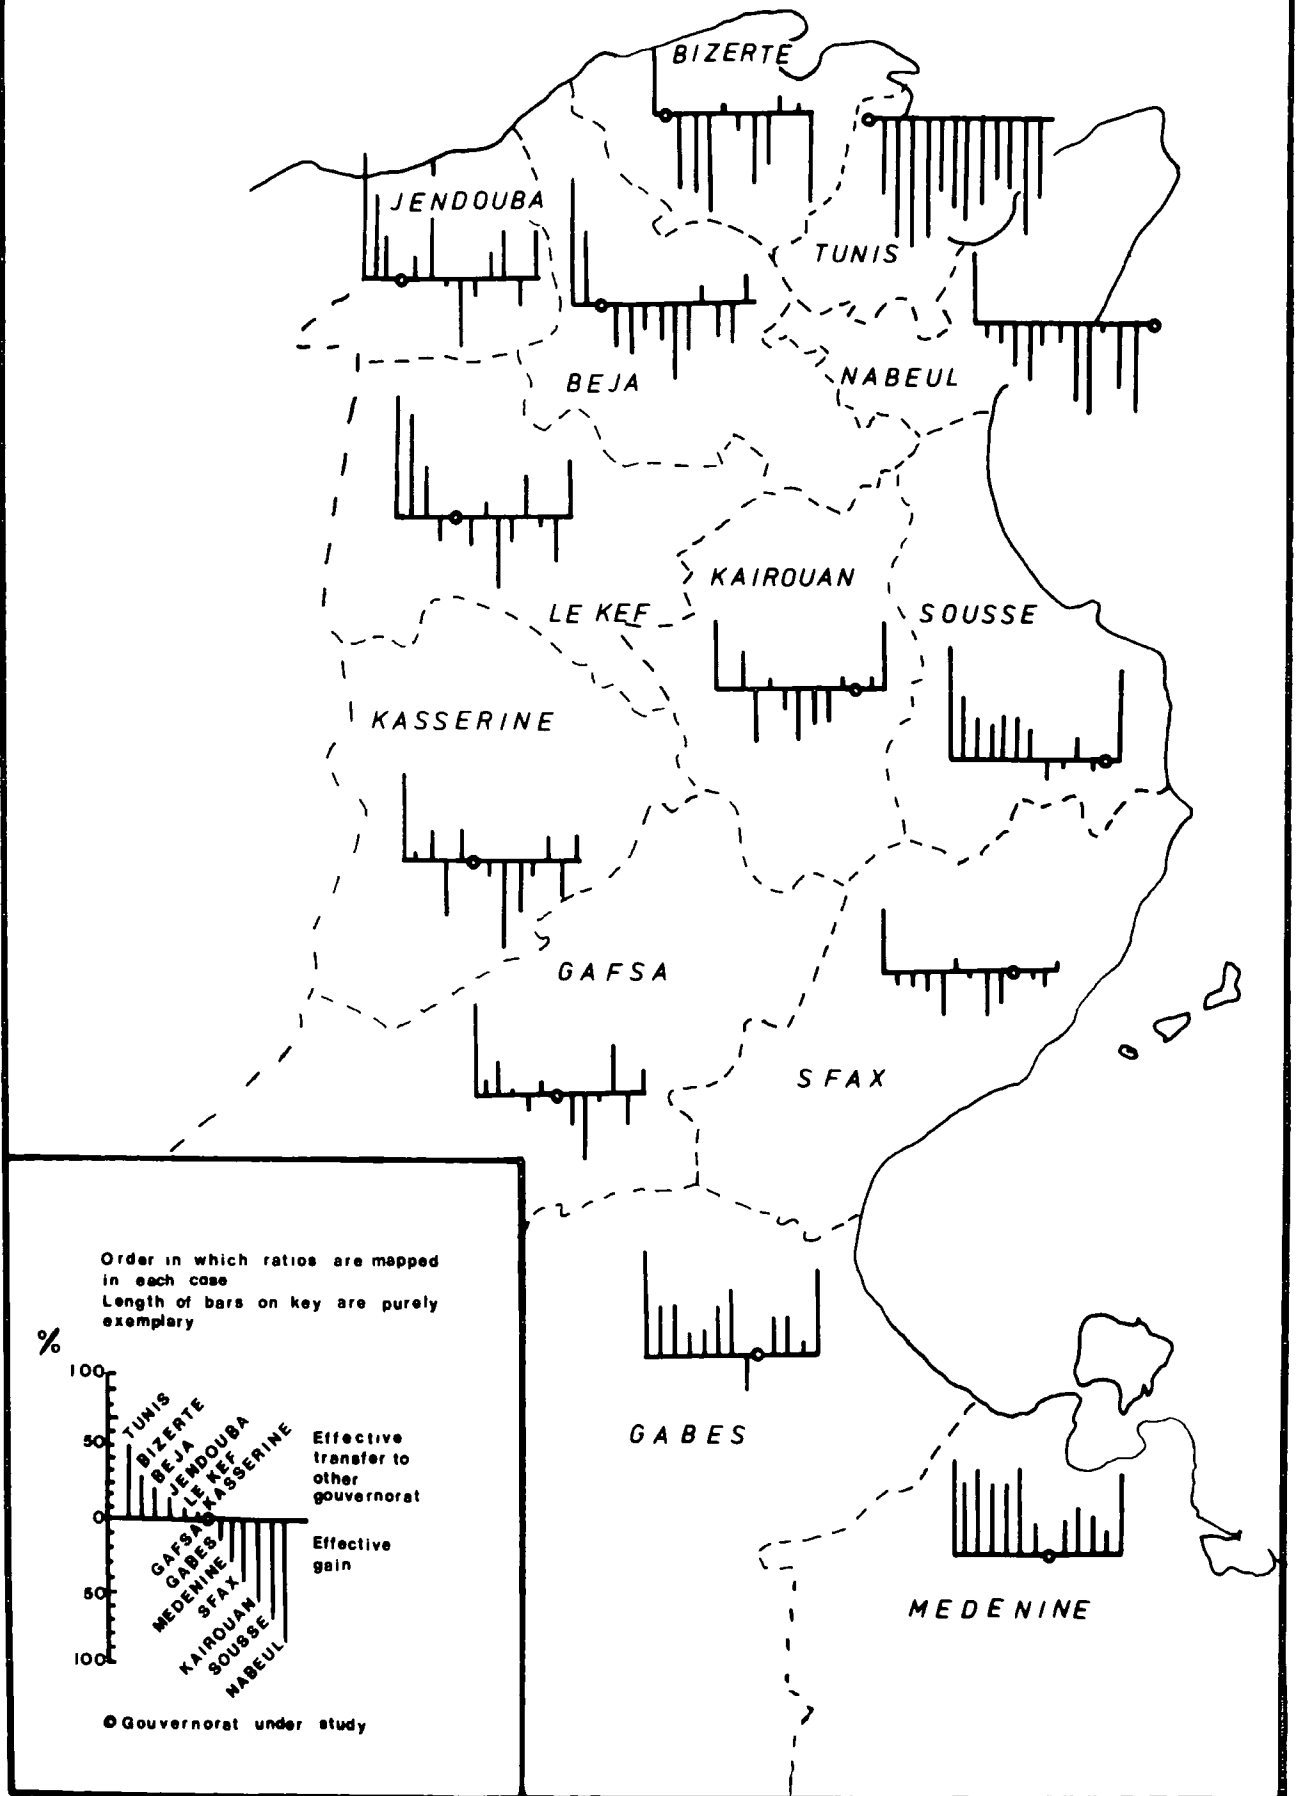 BIZERTE
JENDOUBA
TUNIS
BEJA
NABEUL
KAIROUAN
LE KEF
SOUSSE
KASSERINE
GAFSA
SFAX
GABES
MEDENINE
Order in which ratios are mapped
in each case
Length of bars on key are purely
exemplary
%
100
50
0
50
100
TUNIS
BIZERTE
BEJA
JENDOUBA
LE KEF
KASSERINE
GAFSA
GABES
MEDENINE
SFAX
KAIROUAN
SOUSSE
NABEUL
Effective
transfer to
other
gouvernorat
Effective
gain
Gouvernorat under study